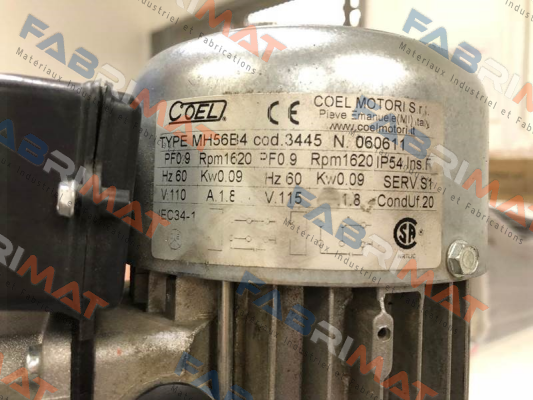 COEL
CE
COEL MOTORI S.r.l.
Pieve Emanuele(MI) Italy
www.coelmotori.it
TYPE MH56B4 cod.3445 N. 060611
PF0.9 Rpm1620 PF0.9 Rpm1620 IP54 Ins.F
Hz 60 Kw0.09 Hz 60 Kw0.09 SERV.S1
V.110 A.1.8 V.115 1.8 CondUf.20
IEC34-1
FABRIMAT
Materiaux Industriel et Fabrications